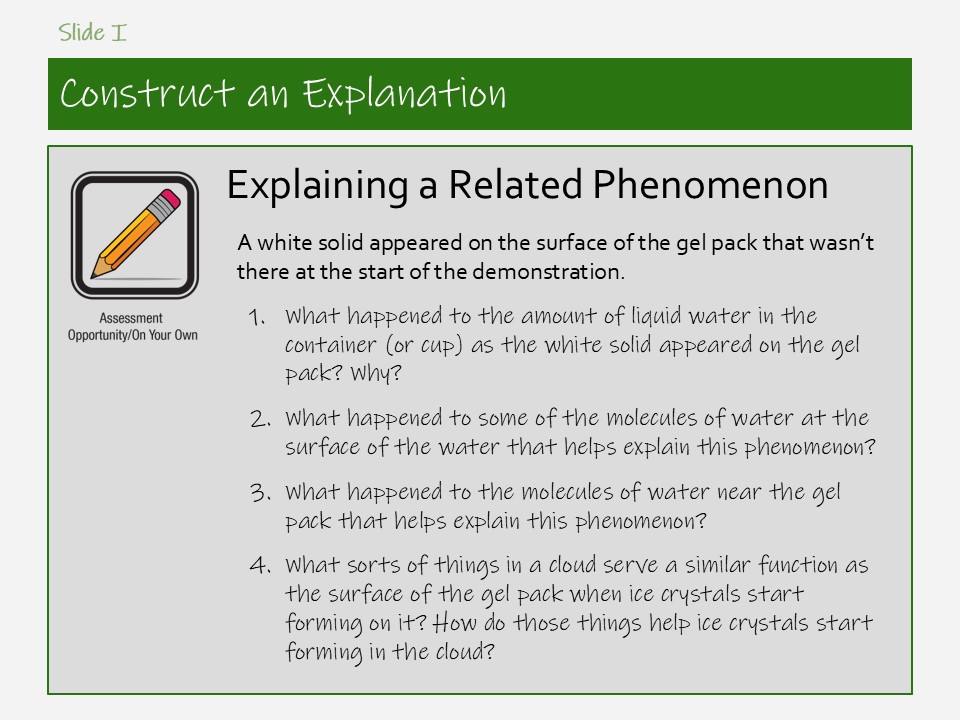 Slide I
Construct an Explanation
Explaining a Related Phenomenon
A white solid appeared on the surface of the gel pack that wasn’t
there at the start of the demonstration.
Assessment
Opportunity/On Your Own
1. What happened to the amount of liquid water in the
container (or cup) as the white solid appeared on the gel
pack? Why?
2. What happened to some of the molecules of water at the
surface of the water that helps explain this phenomenon?
3. What happened to the molecules of water near the gel
pack that helps explain this phenomenon?
4. What sorts of things in a cloud serve a similar function as
the surface of the gel pack when ice crystals start
forming on it? How do those things help ice crystals start
forming in the cloud?